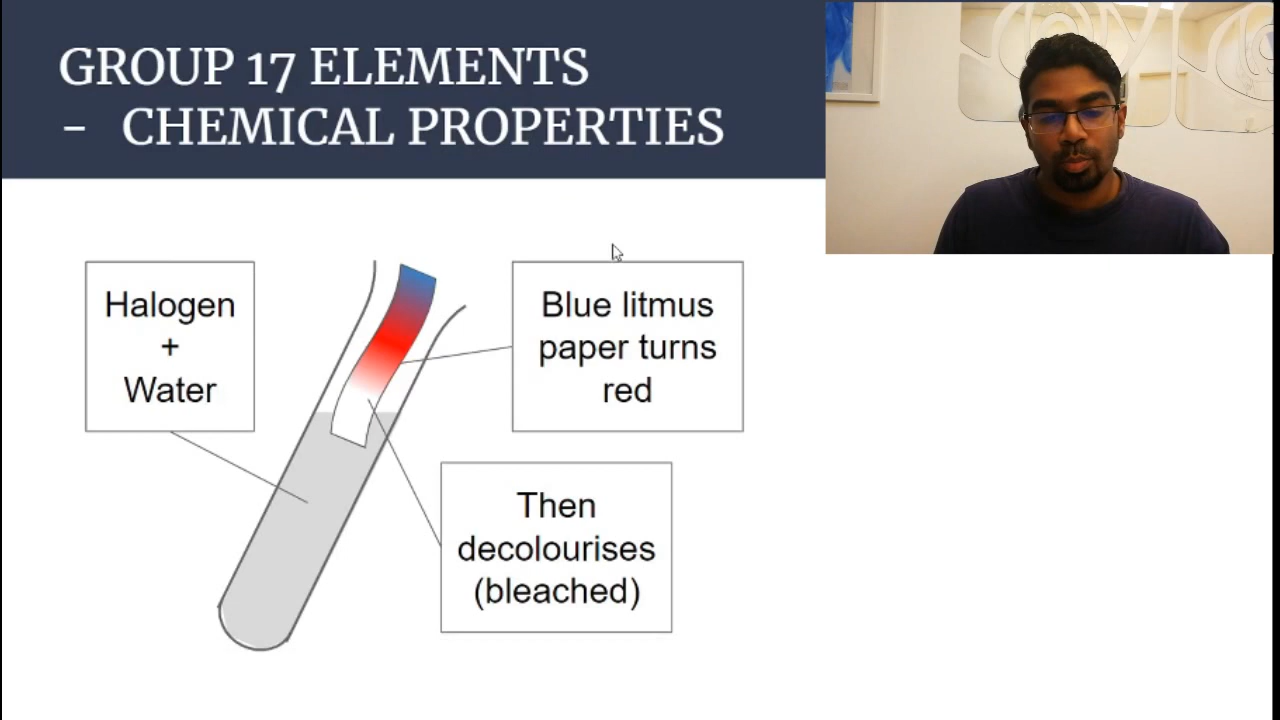 GROUP 17 ELEMENTS
- CHEMICAL PROPERTIES
Halogen
+
Water
Blue litmus
paper turns
red
Then
decolourises
(bleached)